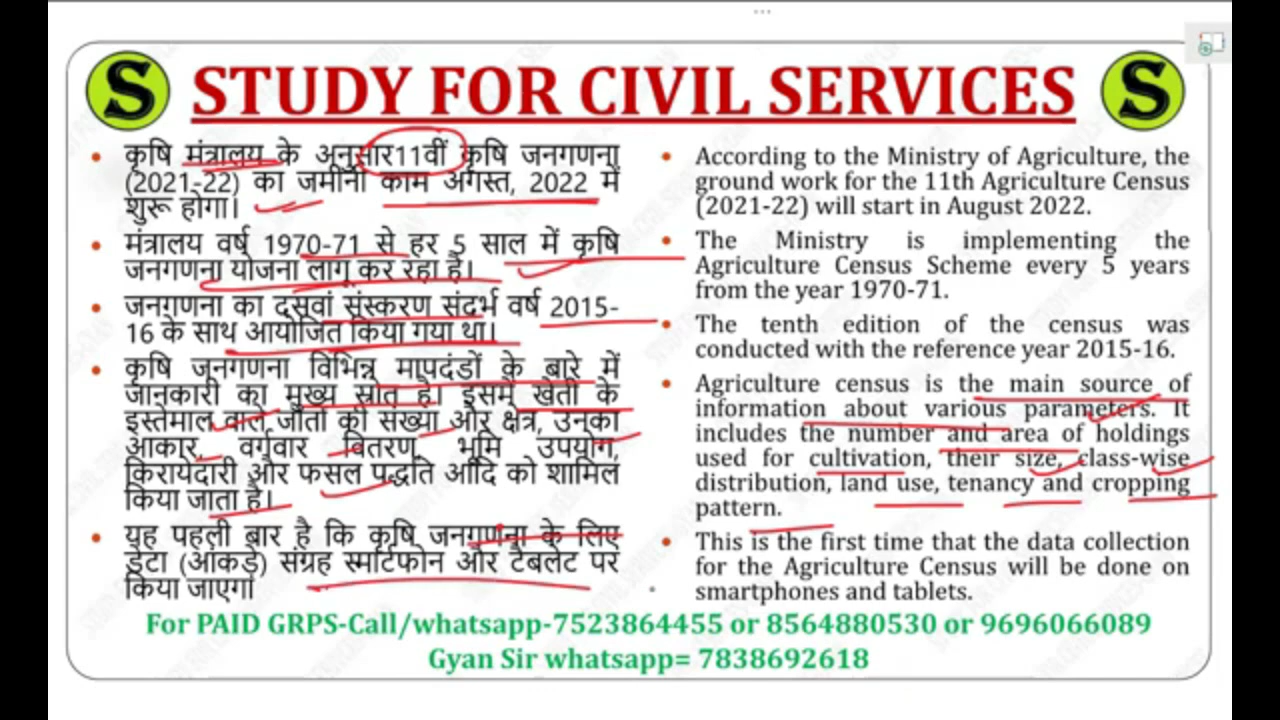 S STUDY FOR CIVIL SERVICES S
• कृषि मंत्रालय के अनुसार11वीं कृषि जनगणना
(2021-22) का जमीनी काम अगस्त, 2022 में
शुरू होगा।
• मंत्रालय वर्ष 1970-71 से हर 5 साल में कृषि
जनगणना योजना लागू कर रहा है।
• जनगणना का दसवां संस्करण संदर्भ वर्ष 2015-
16 के साथ आयोजित किया गया था।
• कृषि जनगणना विभिन्न मापदंडों के बारे में
जानकारी का मुख्य स्रोत है। इसमें खेती के
इस्तेमाल वाले जोतों की संख्या और क्षेत्र, उनका
आकार, वर्गवार वितरण, भूमि उपयोग,
किरायेदारी और फसल पद्धति आदि को शामिल
किया जाता है।
• यह पहली बार है कि कृषि जनगणना के लिए
डेटा (आंकड़े) संग्रह स्मार्टफोन और टैबलेट पर
किया जाएगा
• According to the Ministry of Agriculture, the
ground work for the 11th Agriculture Census
(2021-22) will start in August 2022.
• The Ministry is implementing the
Agriculture Census Scheme every 5 years
from the year 1970-71.
• The tenth edition of the census was
conducted with the reference year 2015-16.
• Agriculture census is the main source of
information about various parameters. It
includes the number and area of holdings
used for cultivation, their size, class-wise
distribution, land use, tenancy and cropping
pattern.
• This is the first time that the data collection
for the Agriculture Census will be done on
smartphones and tablets.
For PAID GRPS-Call/whatsapp-7523864455 or 8564880530 or 9696066089
Gyan Sir whatsapp= 7838692618